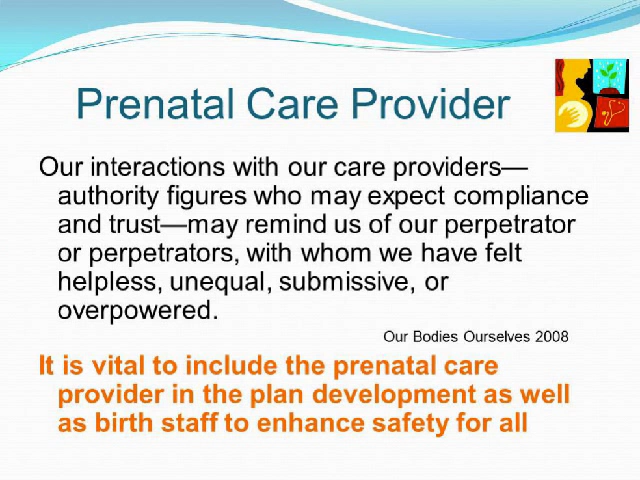 Prenatal Care Provider
Our interactions with our care providers—
authority figures who may expect compliance
and trust—may remind us of our perpetrator
or perpetrators, with whom we have felt
helpless, unequal, submissive, or
overpowered.
Our Bodies Ourselves 2008
It is vital to include the prenatal care
provider in the plan development as well
as birth staff to enhance safety for all